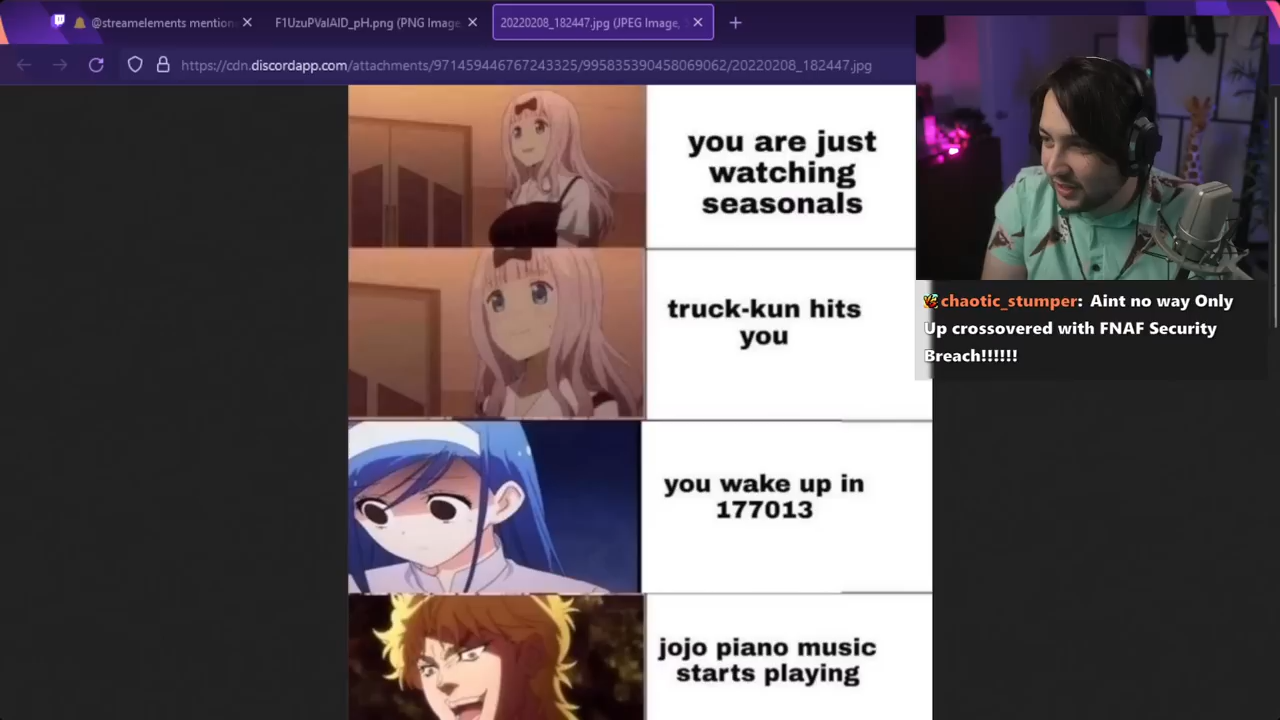 @streamelements mention
F1UzuPVaIAID_pH.png (PNG Image,
20220208_182447.jpg (JPEG Image,
https://cdn.discordapp.com/attachments/971459446767243325/995835390458069062/20220208_182447.jpg
you are just
watching
seasonals
truck-kun hits
you
you wake up in
177013
jojo piano music
starts playing
chaotic_stumper: Aint no way Only
Up crossovered with FNAF Security
Breach!!!!!!